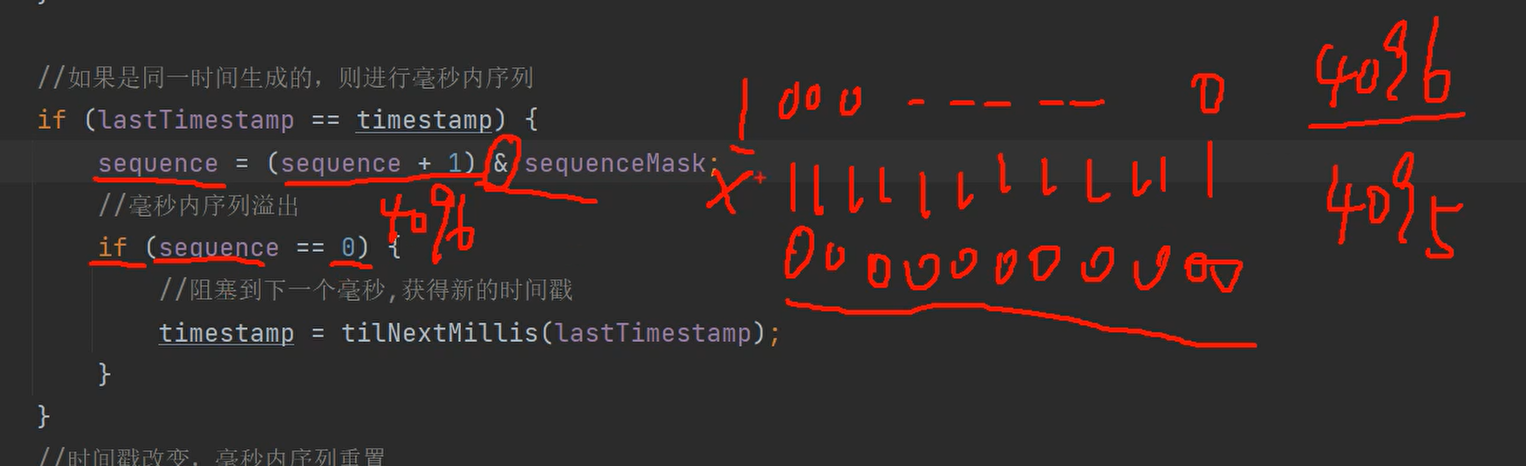 }
//如果是同一时间生成的，则进行毫秒内序列
if (lastTimestamp == timestamp) {
sequence = (sequence + 1) & sequenceMask;
//毫秒内序列溢出
if (sequence == 0) {
//阻塞到下一个毫秒,获得新的时间戳
timestamp = tilNextMillis(lastTimestamp);
}
}
//时间戳改变，毫秒内序列重置
4096
1 000 ------ 0
4096
x+ 111111111111
4095
000000000000